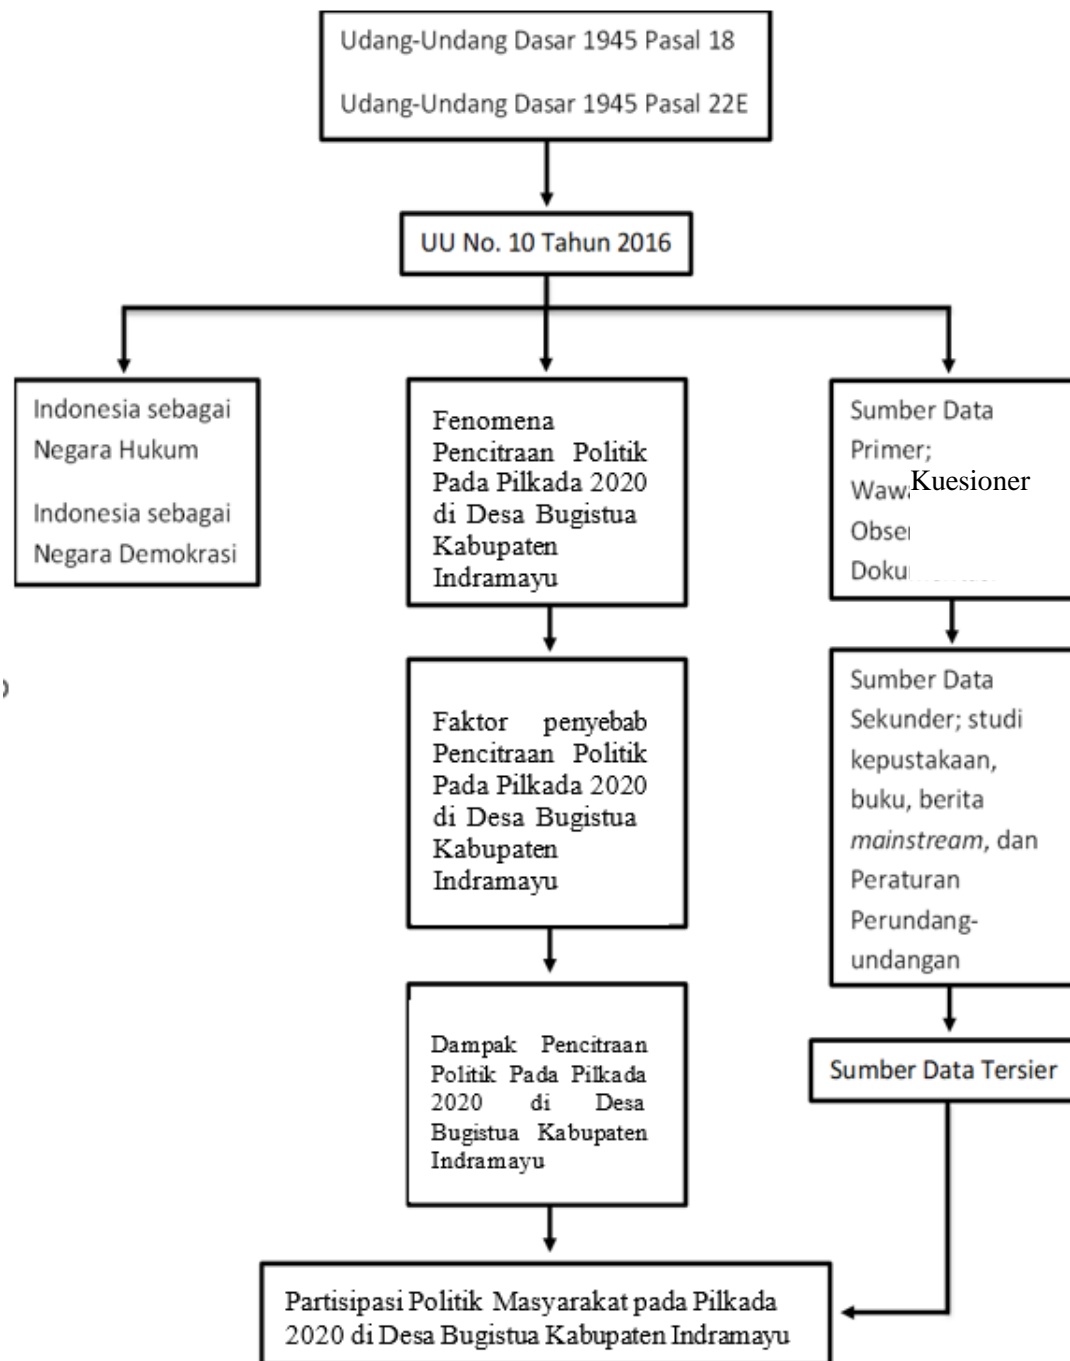 Udang-Undang Dasar 1945 Pasal 18
Udang-Undang Dasar 1945 Pasal 22E
UU No. 10 Tahun 2016
Indonesia sebagai
Negara Hukum
Indonesia sebagai
Negara Demokrasi
Fenomena
Pencitraan Politik
Pada Pilkada 2020
di Desa Bugistua
Kabupaten
Indramayu
Faktor penyebab
Pencitraan Politik
Pada Pilkada 2020
di Desa Bugistua
Kabupaten
Indramayu
Dampak Pencitraan
Politik Pada Pilkada
2020 di Desa
Bugistua Kabupaten
Indramayu
Sumber Data
Primer;
Kuesioner
Sumber Data
Sekunder; studi
kepustakaan,
buku, berita
mainstream, dan
Peraturan
Perundang-
undangan
Sumber Data Tersier
Partisipasi Politik Masyarakat pada Pilkada
2020 di Desa Bugistua Kabupaten Indramayu